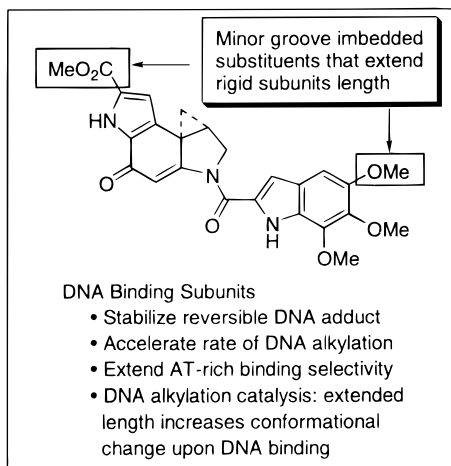 Minor groove imbedded
substituents that extend
rigid subunits length
MeO₂C
HN
O
N
OMe
O
N
H
OMe
OMe
DNA Binding Subunits
• Stabilize reversible DNA adduct
• Accelerate rate of DNA alkylation
• Extend AT-rich binding selectivity
• DNA alkylation catalysis: extended
length increases conformational
change upon DNA binding